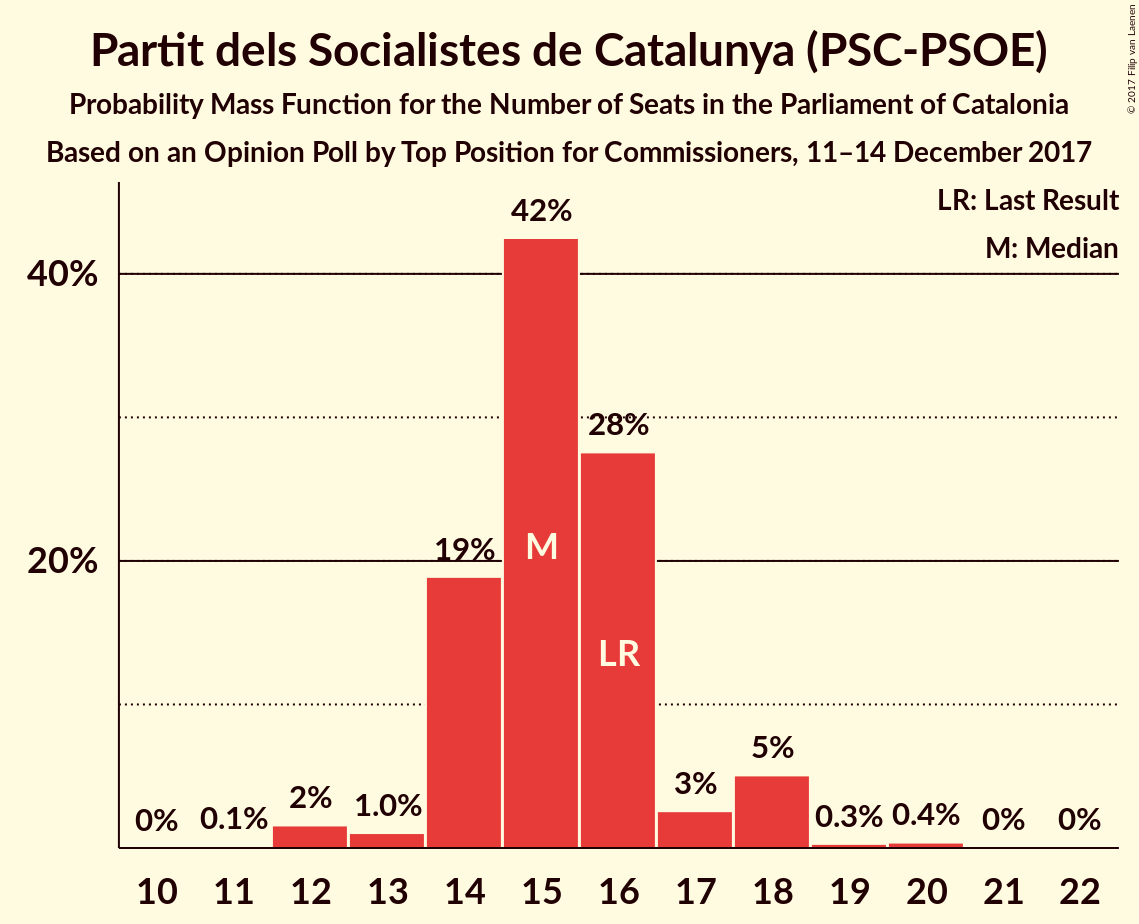 Partit dels Socialistes de Catalunya (PSC-PSOE)
Probability Mass Function for the Number of Seats in the Parliament of Catalonia
Based on an Opinion Poll by Top Position for Commissioners, 11–14 December 2017
© 2017 Filip van Laenen
LR: Last Result
M: Median
40%
20%
0%
0.1%
2%
1.0%
19%
42%
28%
3%
5%
0.3%
0.4%
0%
0%
M
LR
10 11 12 13 14 15 16 17 18 19 20 21 22